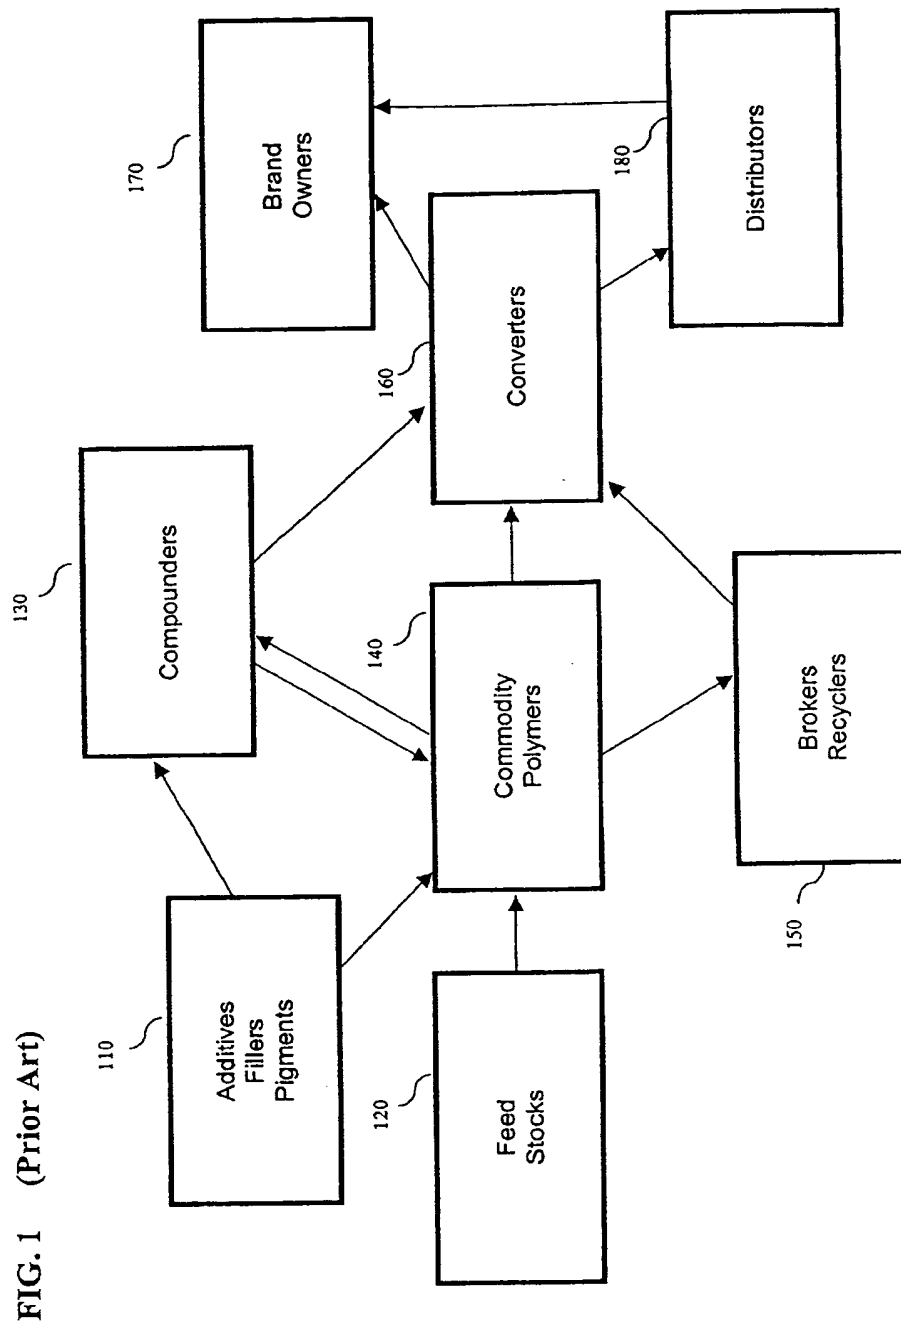 FIG. 1 (Prior Art)
110
Additives
Fillers
Pigments
120
Feed
Stocks
130
Compounders
140
Commodity
Polymers
150
Brokers
Recyclers
160
Converters
170
Brand
Owners
180
Distributors